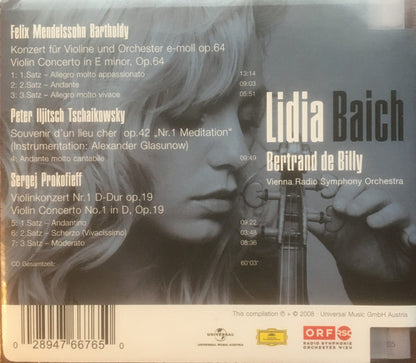 Felix Mendelssohn Bartholdy
Konzert für Violine und Orchester e-moll op.64
Violin Concerto in E minor, Op.64
1: 1.Satz – Allegro molto appassionato 13:14
2: 2.Satz – Andante 09:03
3: 3.Satz – Allegro molto vivace 05:51
Peter Iljitsch Tschaikowsky
Souvenir d'un lieu cher op.42 „Nr.1 Meditation“
(Instrumentation: Alexander Glasunow)
4: Andante molto cantabile 09:49
Sergej Prokofieff
Violinkonzert Nr.1 D-Dur op.19
Violin Concerto No.1 in D, Op.19
5: 1.Satz – Andantino 09:22
6: 2.Satz – Scherzo (Vivacissimo) 03:48
7: 3.Satz – Moderato 08:36
CD Gesamtzeit: 60'03"
Lidia Baich
Bertrand de Billy
Vienna Radio Symphony Orchestra
This compilation ℗ + © 2008 · Universal Music GmbH Austria
0 28947 66765 0
UNIVERSAL
ORF RSO
RADIO SYMPHONIE
ORCHESTER WIEN